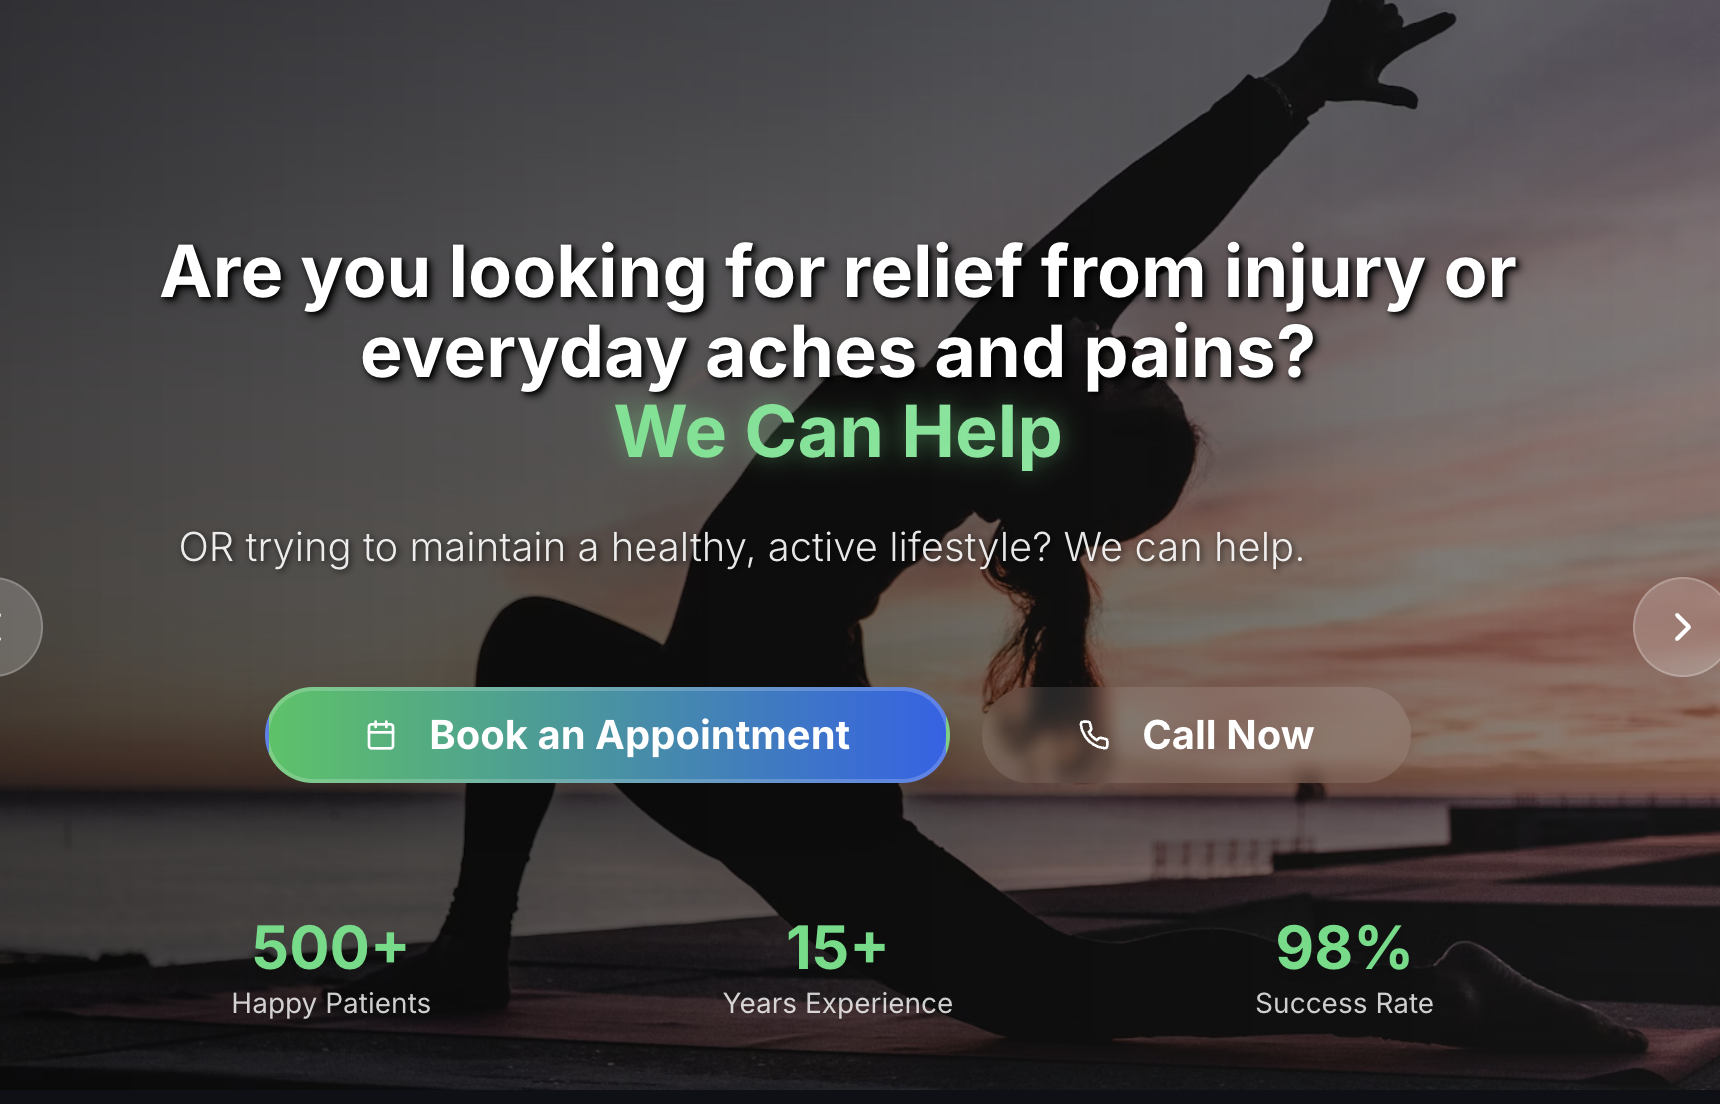 Are you looking for relief from injury or
everyday aches and pains?
We Can Help
OR trying to maintain a healthy, active lifestyle? We can help.
Book an Appointment
Call Now
500+
15+
98%
Happy Patients
Years Experience
Success Rate